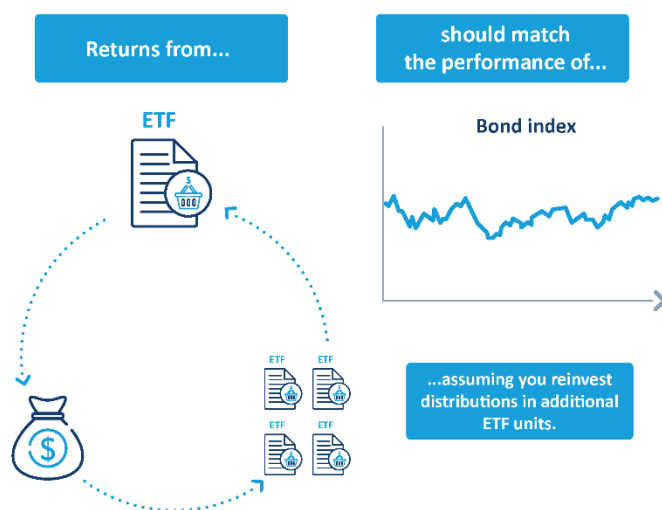 Returns from...
should match
the performance of...
ETF
$
Bond index
$
ETF
ETF
ETF
ETF
...assuming you reinvest
distributions in additional
ETF units.